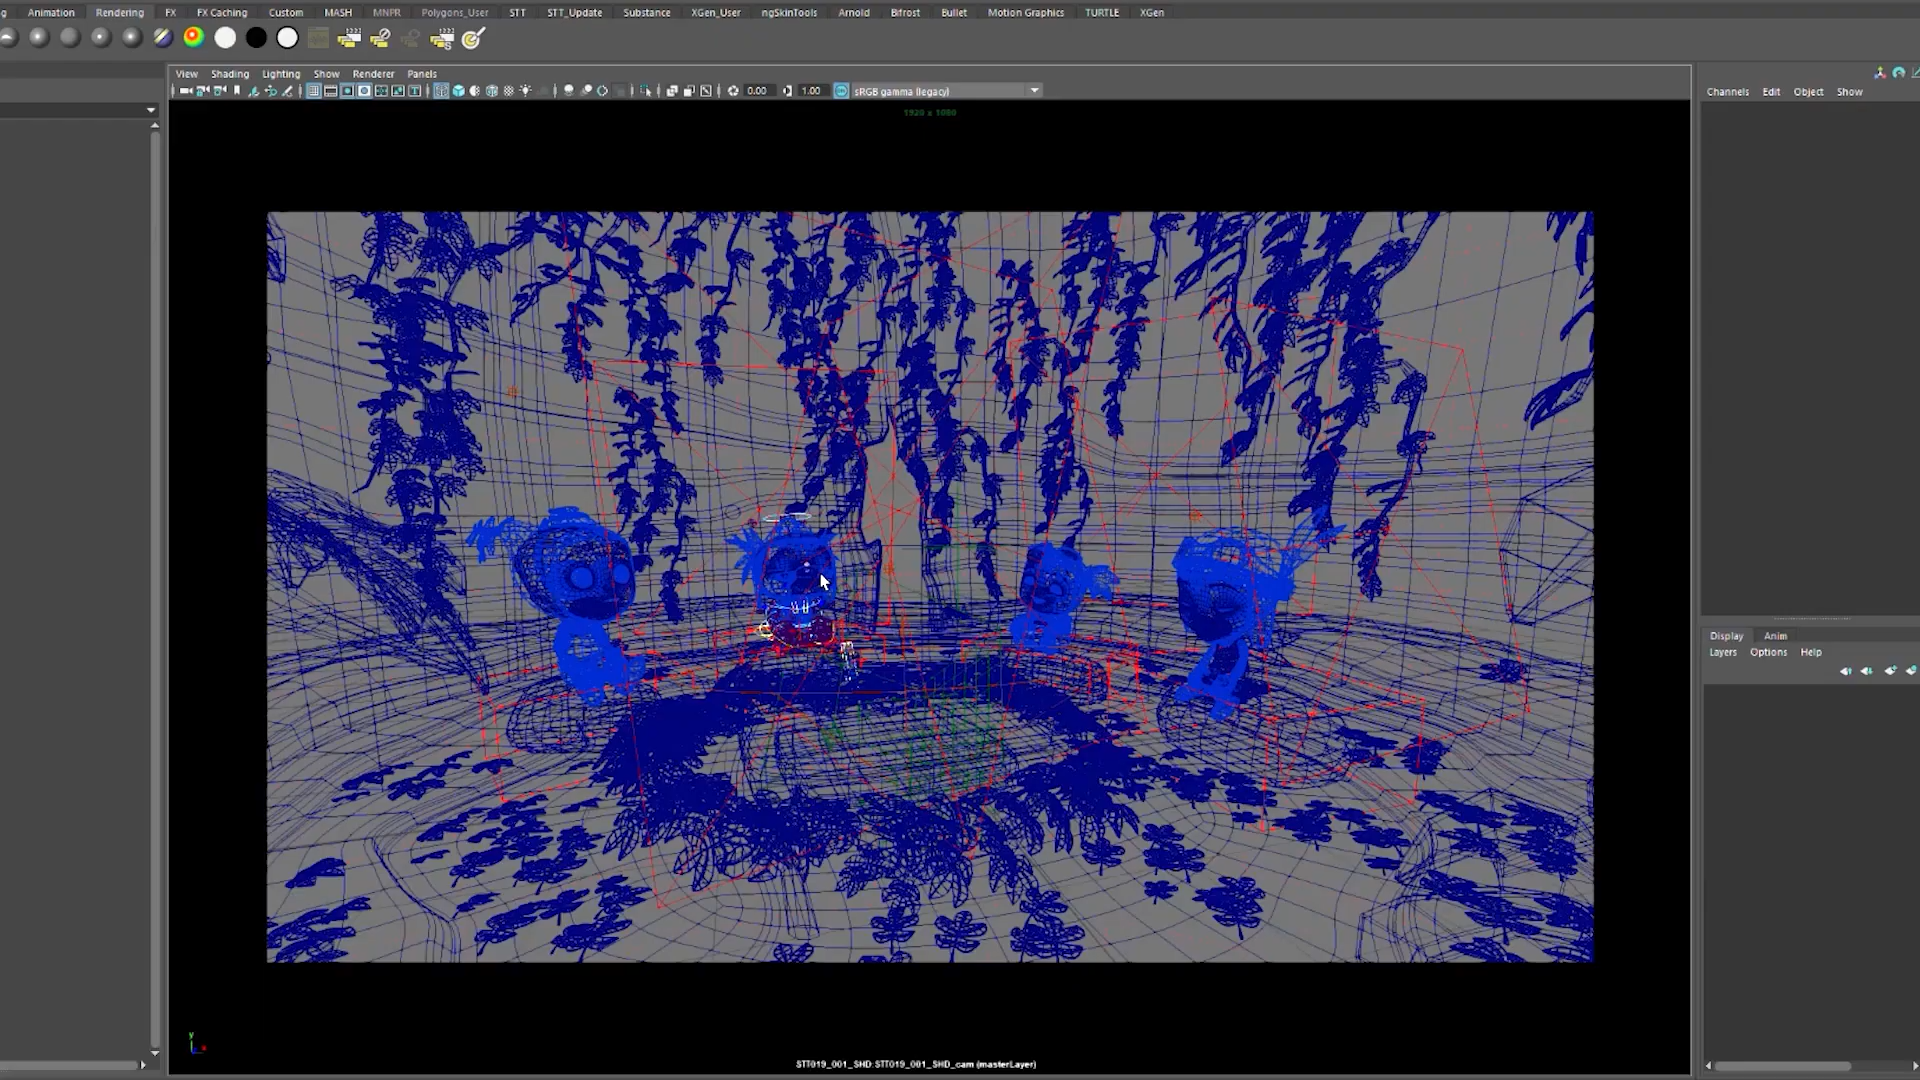 Animation Rendering FX FX Caching Custom MASH MNPR Polygons_User STT STT_Update Substance XGen_User ngSkinTools Arnold Bifrost Bullet Motion Graphics TURTLE XGen
View Shading Lighting Show Renderer Panels
0.00 1.00 sRGB gamma (legacy)
Channels Edit Object Show
1920 x 1080
Display Anim
Layers Options Help
y
STT019_001_SHD:STT019_001_SHD_cam (masterLayer)